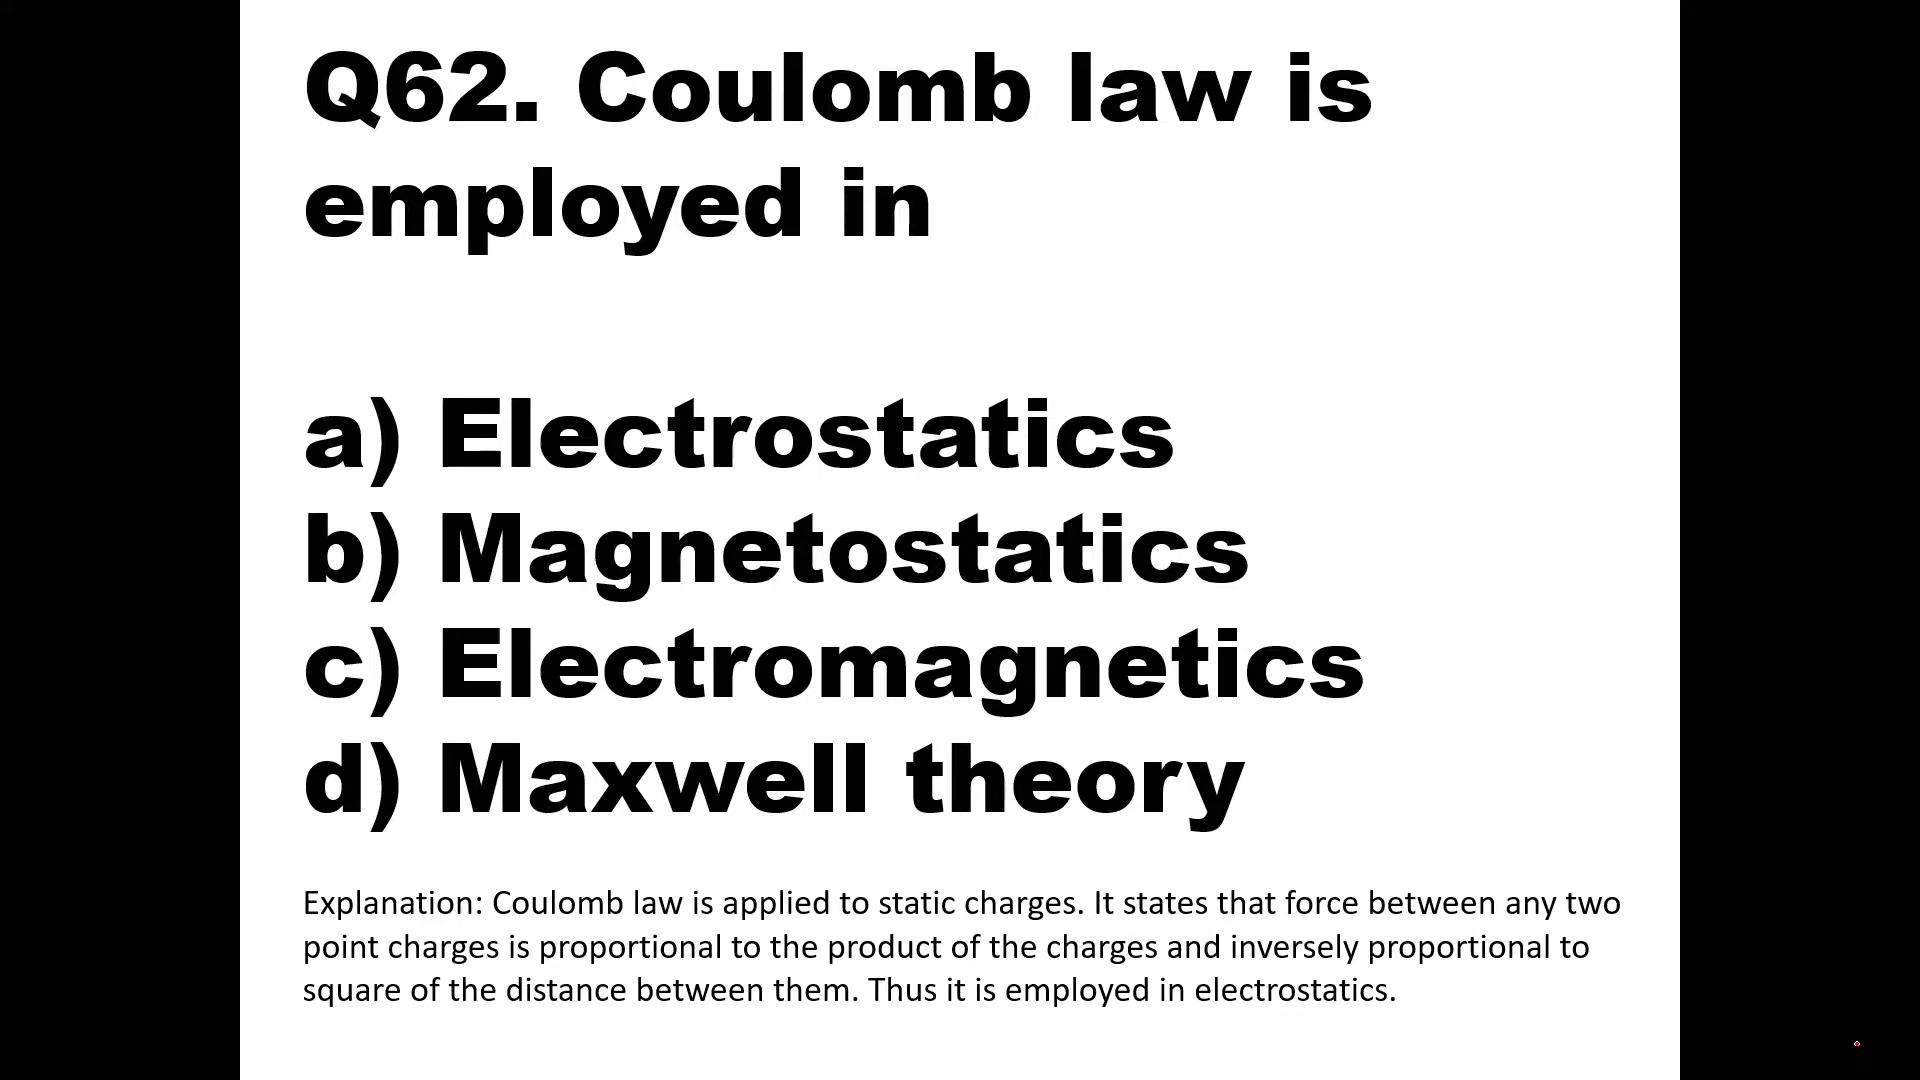 Q62. Coulomb law is
employed in
a) Electrostatics
b) Magnetostatics
c) Electromagnetics
d) Maxwell theory
Explanation: Coulomb law is applied to static charges. It states that force between any two
point charges is proportional to the product of the charges and inversely proportional to
square of the distance between them. Thus it is employed in electrostatics.